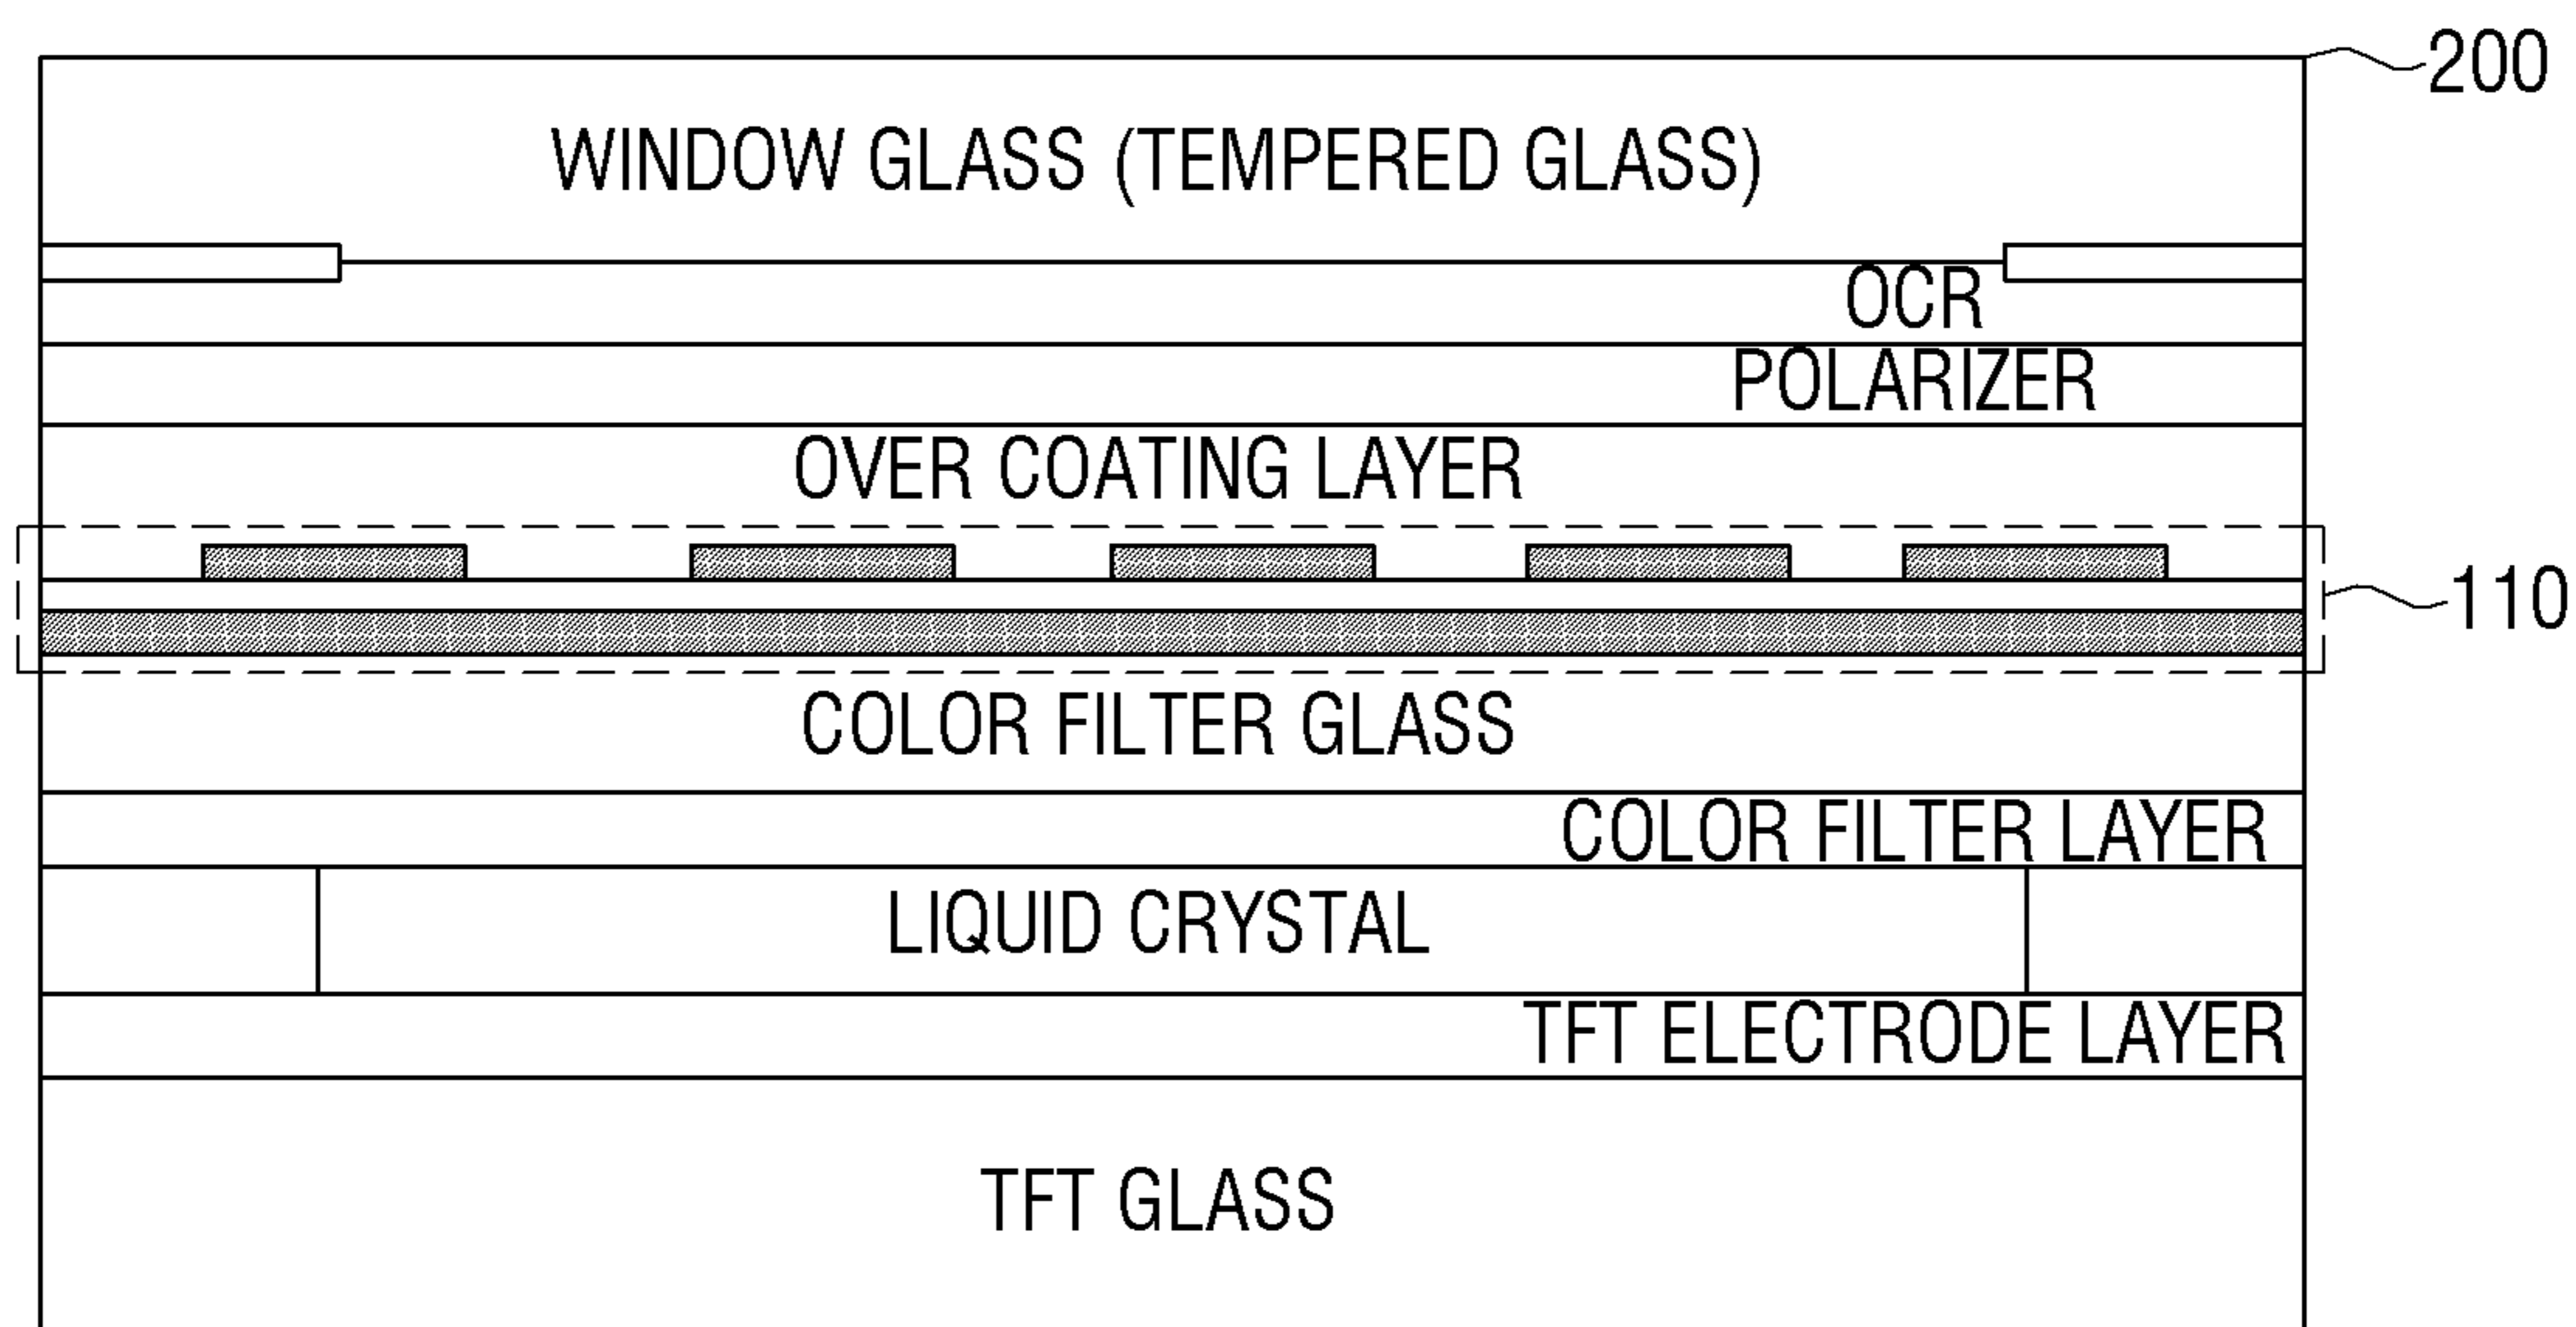 200
WINDOW GLASS (TEMPERED GLASS)
OCR
POLARIZER
OVER COATING LAYER
110
COLOR FILTER GLASS
COLOR FILTER LAYER
LIQUID CRYSTAL
TFT ELECTRODE LAYER
TFT GLASS